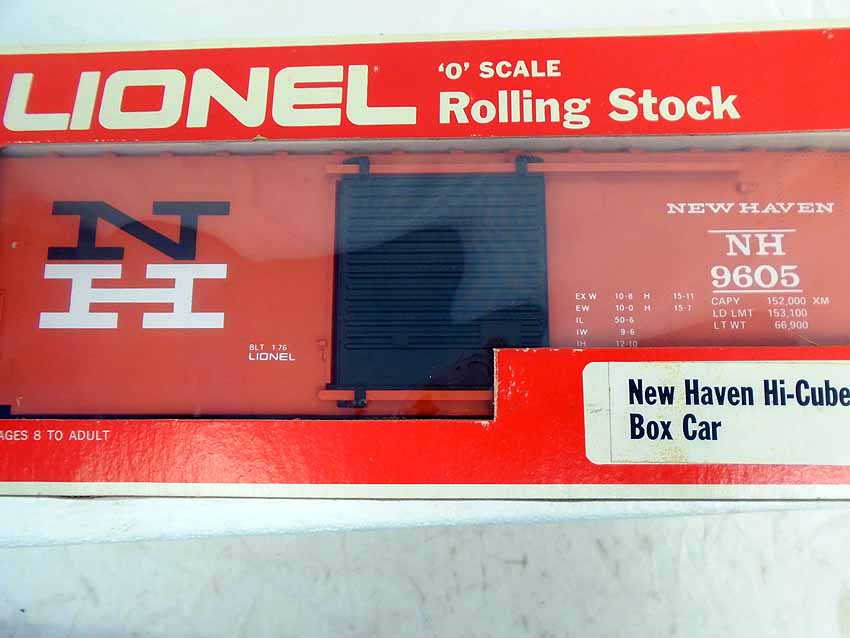 LIONEL
'O' SCALE
Rolling Stock
NH
NEW HAVEN
NH
9605
CAPY 152,000 XM
LD LMT 153,100
LT WT 66,900
EX W 10-8 H 15-11
EW 10-0 H 15-7
IL 50-6
IW 9-6
IH 12-10
BLT 1-76
LIONEL
New Haven Hi-Cube
Box Car
AGES 8 TO ADULT